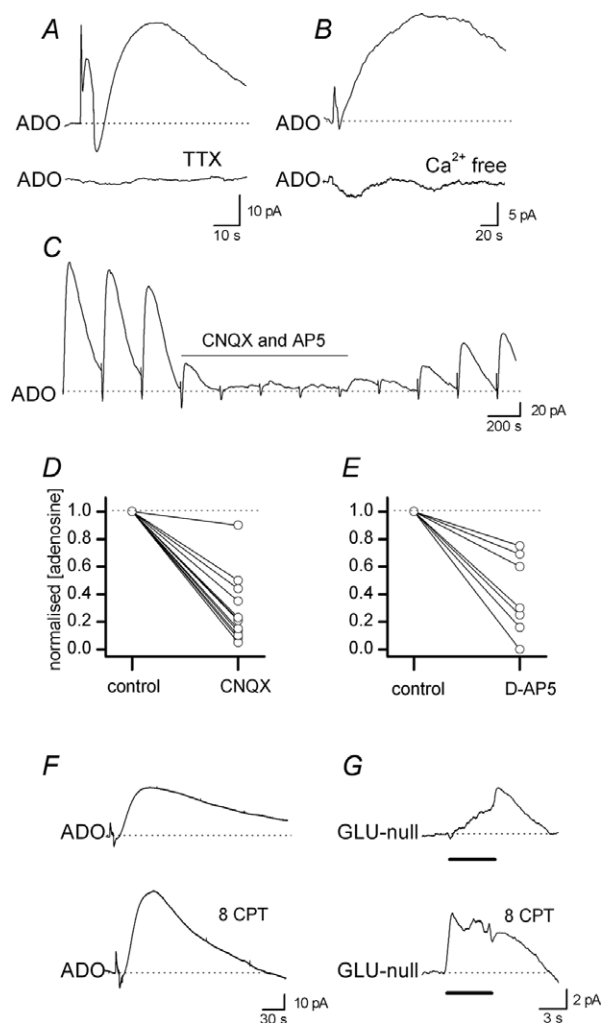 A
B
ADO
ADO
TTX
Ca2+ free
ADO
ADO
10 pA
10 s
5 pA
20 s
C
CNQX and AP5
ADO
20 pA
200 s
D
E
normalised [adenosine]
1.0
0.8
0.6
0.4
0.2
0.0
control
CNQX
1.0
0.8
0.6
0.4
0.2
0.0
control
D-AP5
F
G
ADO
GLU-null
8 CPT
8 CPT
ADO
GLU-null
10 pA
30 s
2 pA
3 s